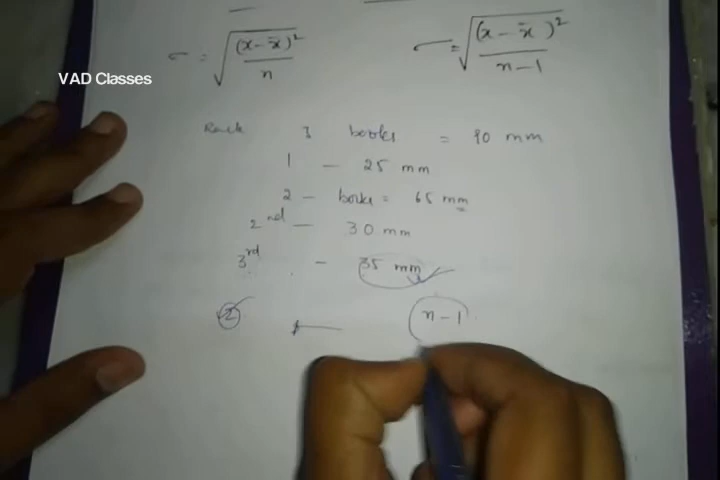 σ = √((x - x̄)² / n)    σ = √((x - x̄)² / n - 1)
VAD Classes
Rack 3 books = 90 mm
1 — 25 mm
2 — books = 65 mm
2nd — 30 mm
3rd - 35 mm
2 n - 1